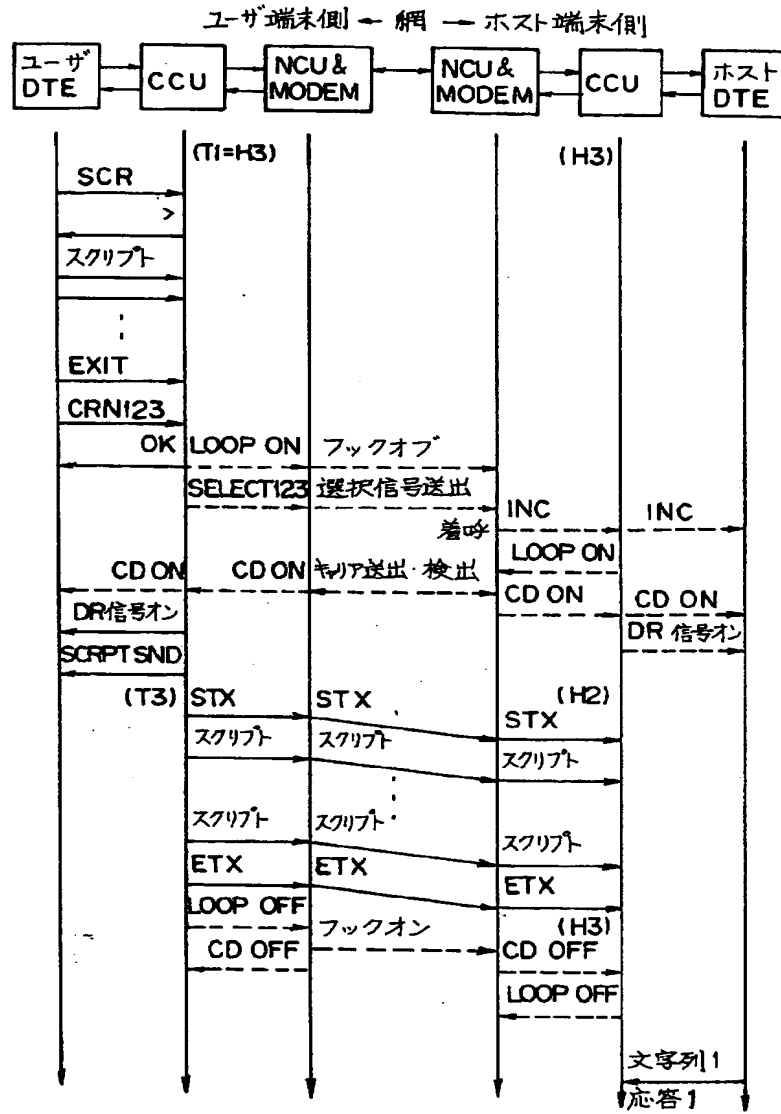 ユーザ端末側 ← 網 → ホスト端末側
ユーザ
DTE
CCU
NCU&
MODEM
NCU&
MODEM
CCU
ホスト
DTE
(T1=H3)
(H3)
SCR
>
スクリプト
EXIT
CRN123
OK
LOOP ON
フックオブ
SELECT123
選択信号送出
着呼
INC
INC
LOOP ON
CD ON
CD ON
キャリア送出・検出
CD ON
CD ON
DR信号オン
DR 信号オン
SCRPT SND
(T3)
STX
STX
(H2)
STX
スクリプト
スクリプト
スクリプト
スクリプト
スクリプト
スクリプト
ETX
ETX
ETX
LOOP OFF
フックオン
(H3)
CD OFF
CD OFF
LOOP OFF
文字列1
応答1